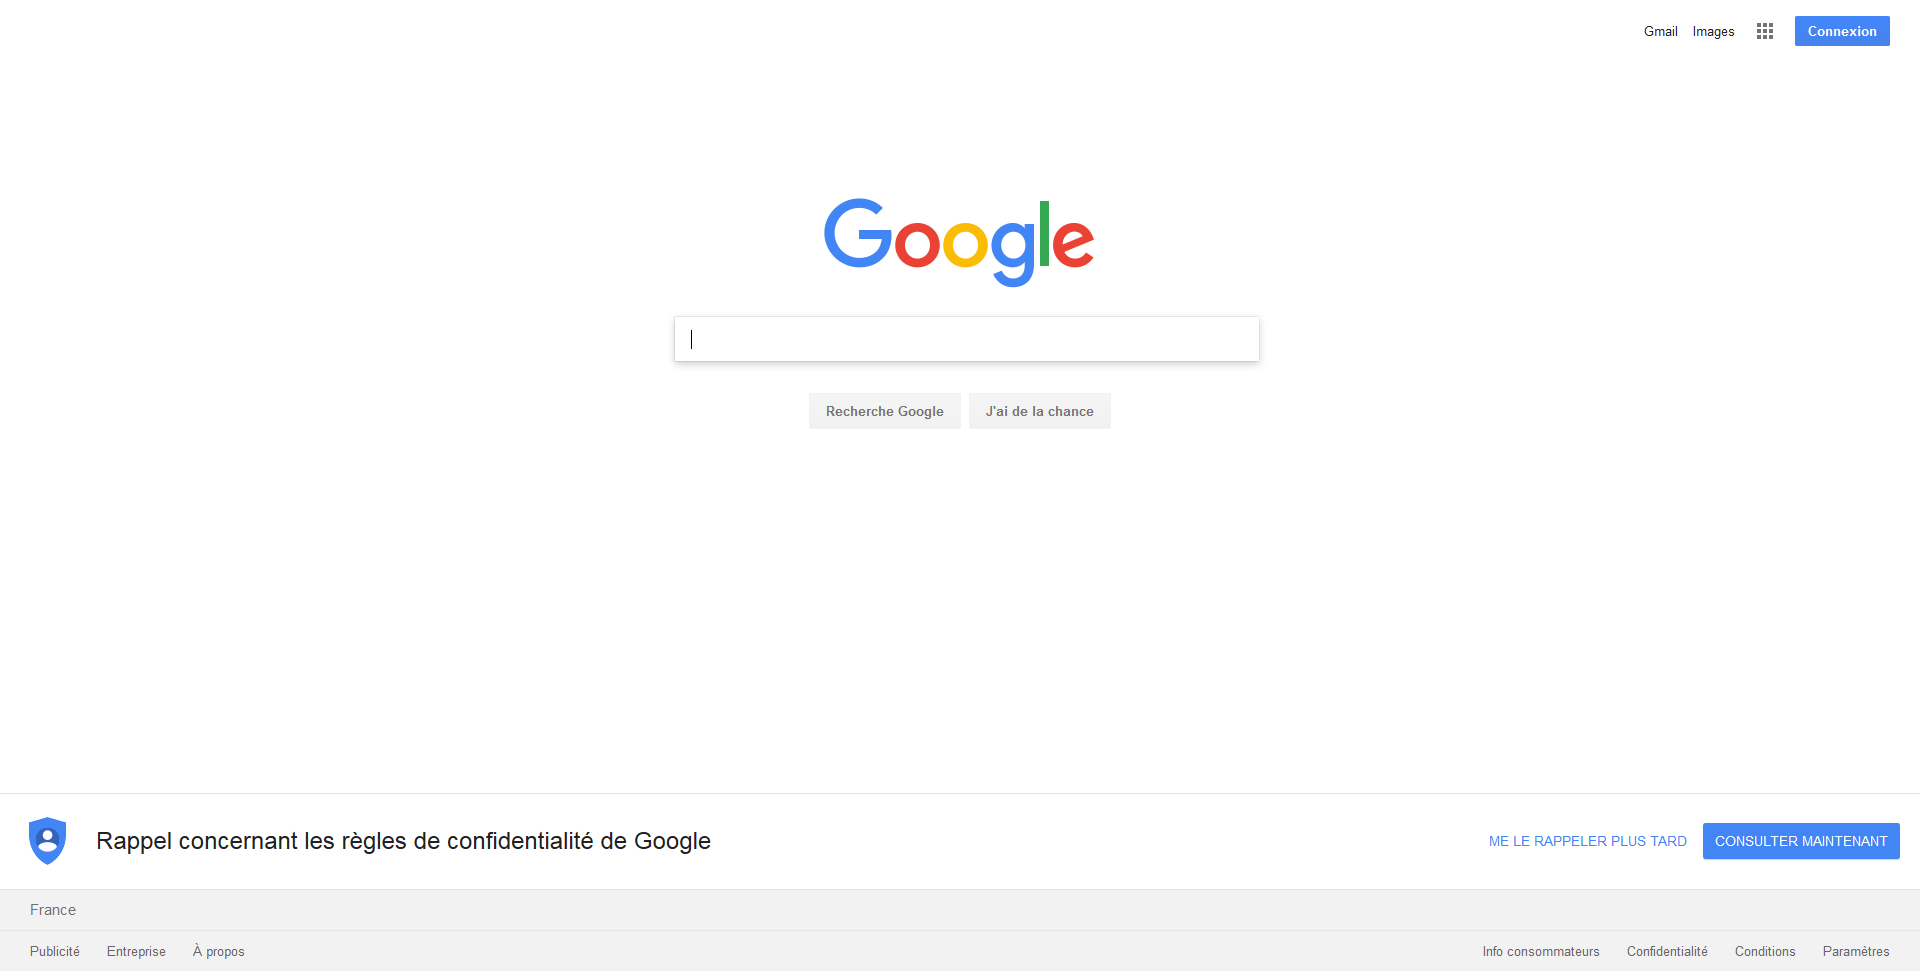 Gmail Images Connexion
Google
Recherche Google J'ai de la chance
Rappel concernant les règles de confidentialité de Google ME LE RAPPELER PLUS TARD CONSULTER MAINTENANT
France
Publicité Entreprise À propos Info consommateurs Confidentialité Conditions Paramètres